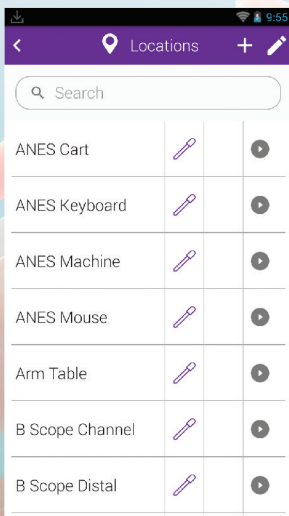 9:55
Locations
Search
ANES Cart
ANES Keyboard
ANES Machine
ANES Mouse
Arm Table
B Scope Channel
B Scope Distal